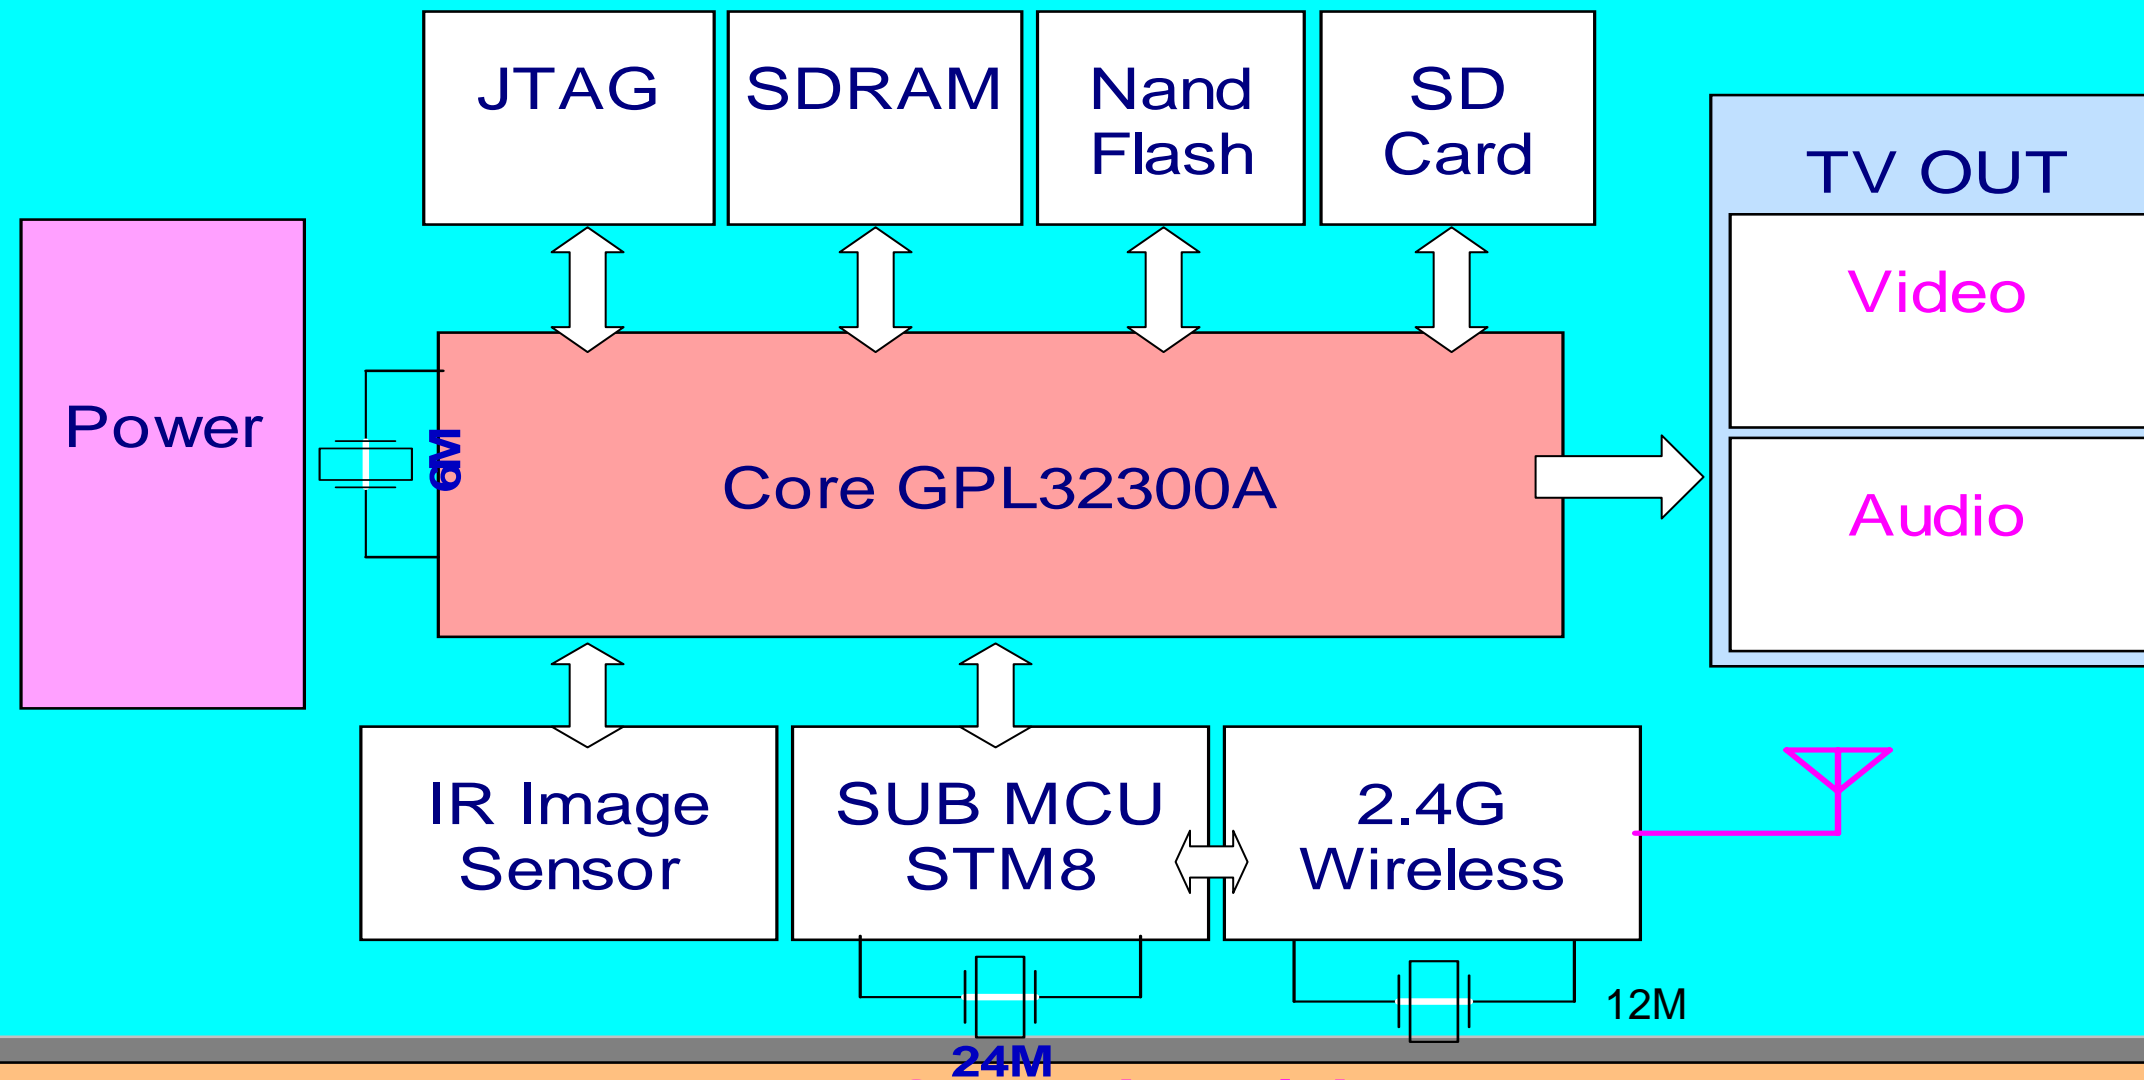 JTAG
SDRAM
Nand
Flash
SD
Card
TV OUT
Video
Audio
Power
6M
Core GPL32300A
IR Image
Sensor
SUB MCU
STM8
2.4G
Wireless
12M
24M